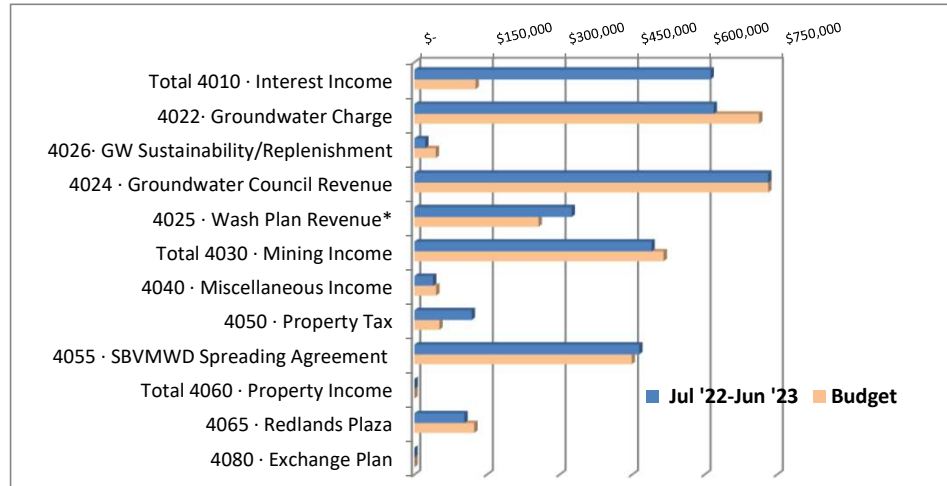 $- $150,000 $300,000 $450,000 $600,000 $750,000
Total 4010 · Interest Income
4022· Groundwater Charge
4026· GW Sustainability/Replenishment
4024 · Groundwater Council Revenue
4025 · Wash Plan Revenue*
Total 4030 · Mining Income
4040 · Miscellaneous Income
4050 · Property Tax
4055 · SBVMWD Spreading Agreement
Total 4060 · Property Income
Jul '22-Jun '23 Budget
4065 · Redlands Plaza
4080 · Exchange Plan